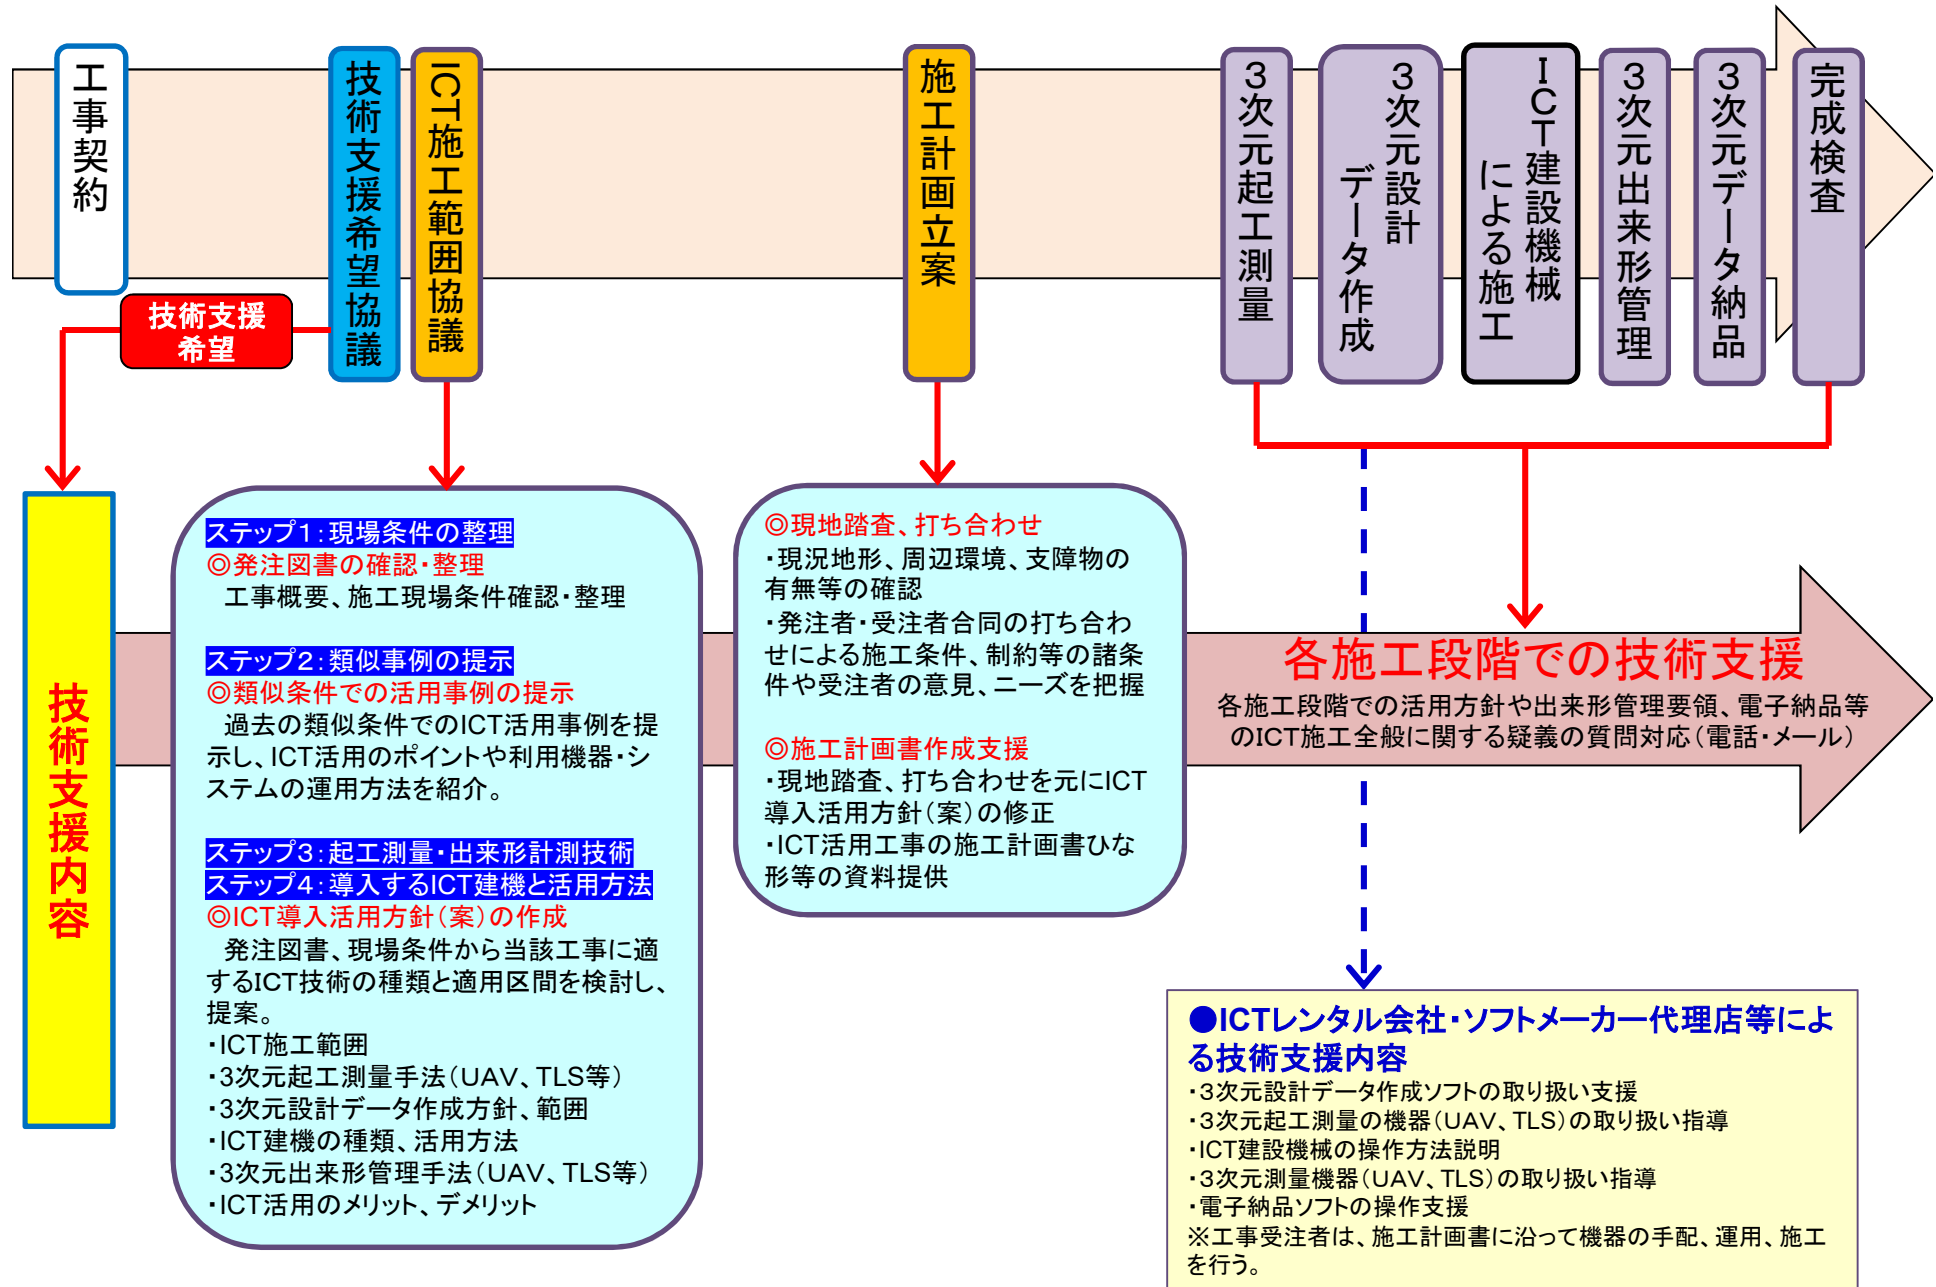 工事契約
技術支援希望協議
ICT施工範囲協議
施工計画立案
3次元起工測量
3次元設計
データ作成
ICT建設機械
による施工
3次元出来形管理
3次元データ納品
完成検査
技術支援
希望
技術支援内容
ステップ1:現場条件の整理
◎発注図書の確認・整理
工事概要、施工現場条件確認・整理
ステップ2:類似事例の提示
◎類似条件での活用事例の提示
過去の類似条件でのICT活用事例を提
示し、ICT活用のポイントや利用機器・シ
ステムの運用方法を紹介。
ステップ3:起工測量・出来形計測技術
ステップ4:導入するICT建機と活用方法
◎ICT導入活用方針(案)の作成
発注図書、現場条件から当該工事に適
するICT技術の種類と適用区間を検討し、
提案。
・ICT施工範囲
・3次元起工測量手法(UAV、TLS等)
・3次元設計データ作成方針、範囲
・ICT建機の種類、活用方法
・3次元出来形管理手法(UAV、TLS等)
・ICT活用のメリット、デメリット
◎現地踏査、打ち合わせ
・現況地形、周辺環境、支障物の
有無等の確認
・発注者・受注者合同の打ち合わ
せによる施工条件、制約等の諸条
件や受注者の意見、ニーズを把握
◎施工計画書作成支援
・現地踏査、打ち合わせを元にICT
導入活用方針(案)の修正
・ICT活用工事の施工計画書ひな
形等の資料提供
各施工段階での技術支援
各施工段階での活用方針や出来形管理要領、電子納品等
のICT施工全般に関する疑義の質問対応(電話・メール)
●ICTレンタル会社・ソフトメーカー代理店等によ
る技術支援内容
・3次元設計データ作成ソフトの取り扱い支援
・3次元起工測量の機器(UAV、TLS)の取り扱い指導
・ICT建設機械の操作方法説明
・3次元測量機器(UAV、TLS)の取り扱い指導
・電子納品ソフトの操作支援
※工事受注者は、施工計画書に沿って機器の手配、運用、施工
を行う。